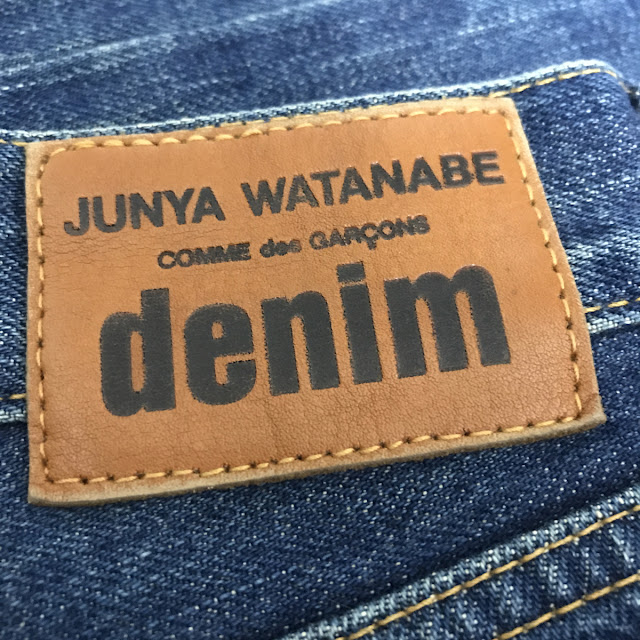 JUNYA WATANABE
COMME des GARÇONS
denim